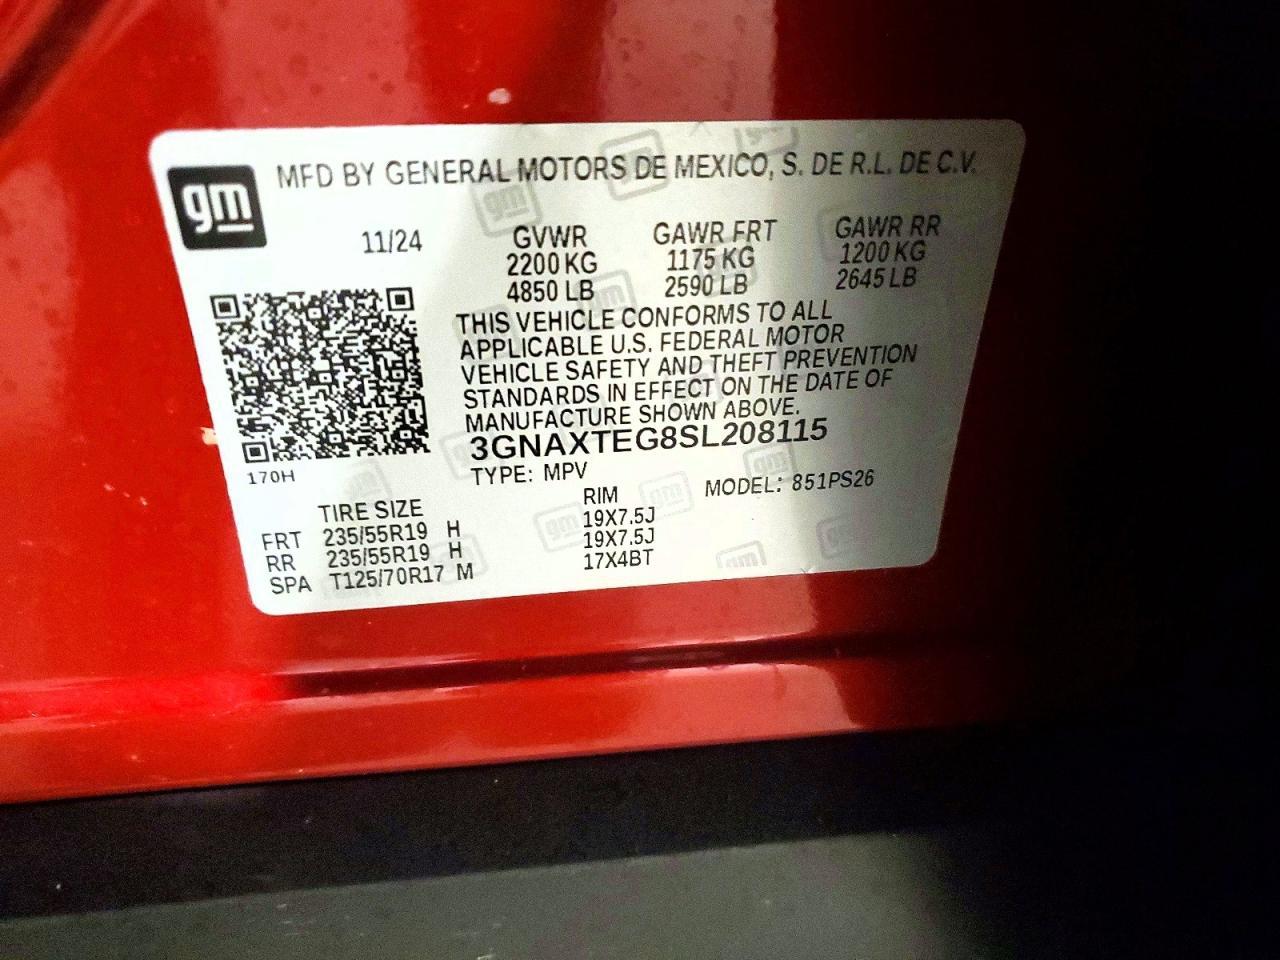 gm
MFD BY GENERAL MOTORS DE MEXICO, S. DE R.L. DE C.V.
11/24 GVWR GAWR FRT GAWR RR
2200 KG 1175 KG 1200 KG
4850 LB 2590 LB 2645 LB
THIS VEHICLE CONFORMS TO ALL
APPLICABLE U.S. FEDERAL MOTOR
VEHICLE SAFETY AND THEFT PREVENTION
STANDARDS IN EFFECT ON THE DATE OF
MANUFACTURE SHOWN ABOVE.
3GNAXTEG8SL208115
170H
TYPE: MPV
MODEL: 851PS26
TIRE SIZE RIM
FRT 235/55R19 H 19X7.5J
RR 235/55R19 H 19X7.5J
SPA T125/70R17 M 17X4BT